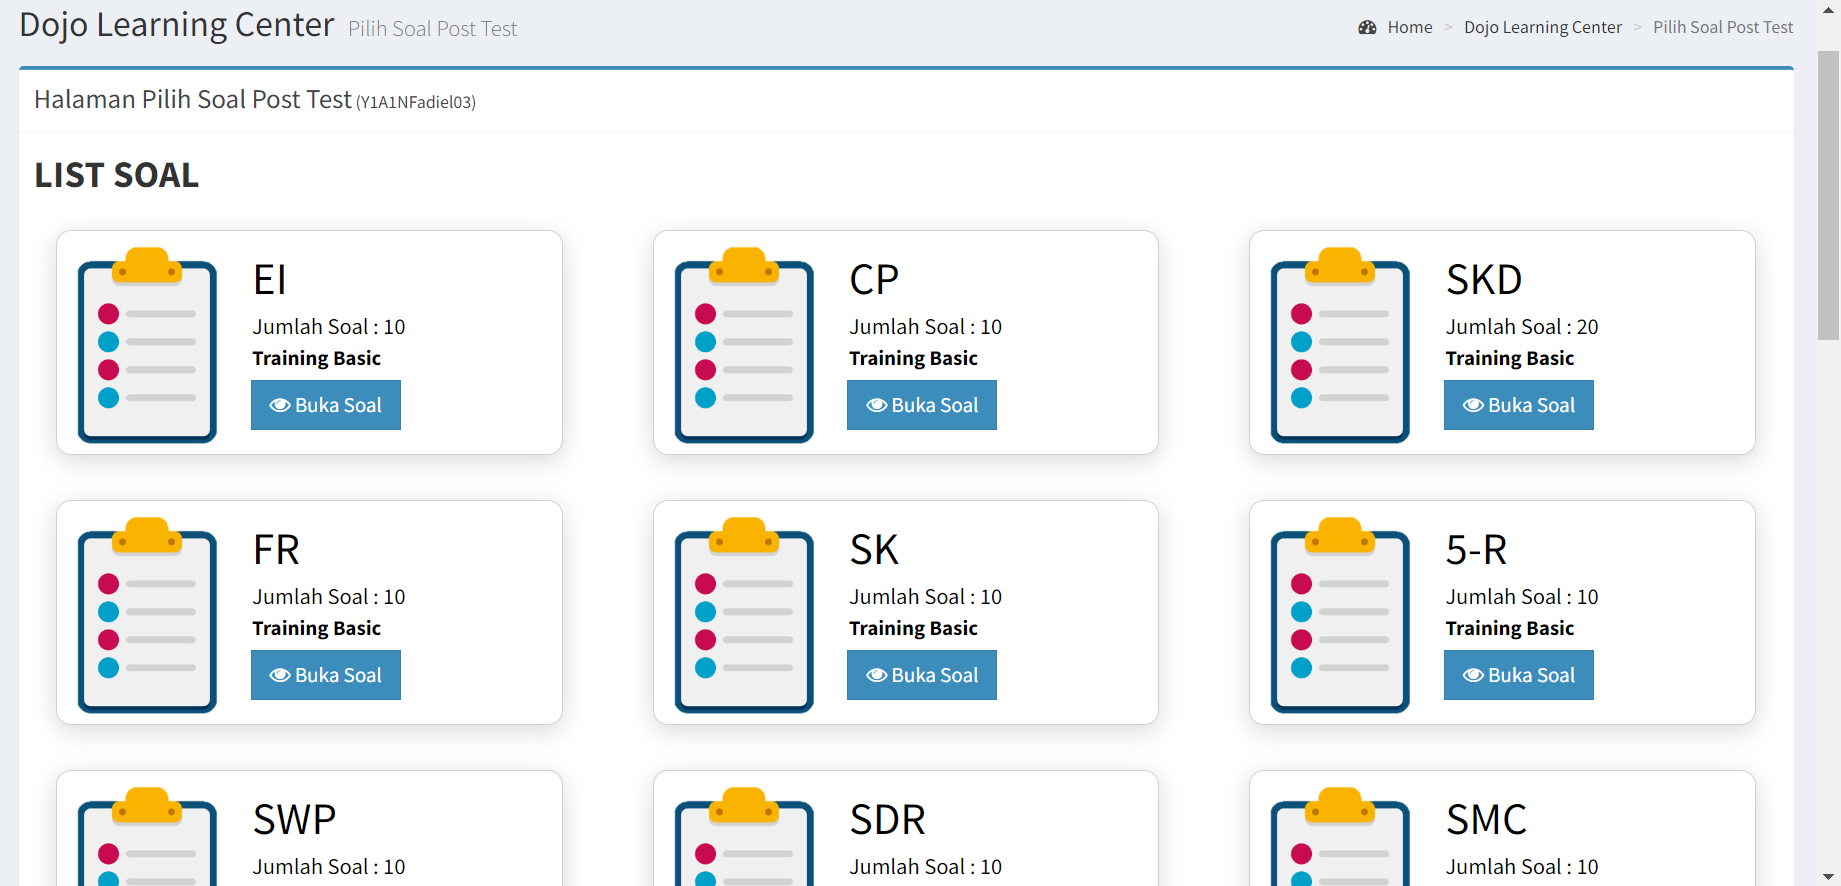 Dojo Learning Center Pilih Soal Post Test
Home > Dojo Learning Center > Pilih Soal Post Test
Halaman Pilih Soal Post Test (Y1A1NFadiel03)
LIST SOAL
EI
Jumlah Soal : 10
Training Basic
Buka Soal
CP
Jumlah Soal : 10
Training Basic
Buka Soal
SKD
Jumlah Soal : 20
Training Basic
Buka Soal
FR
Jumlah Soal : 10
Training Basic
Buka Soal
SK
Jumlah Soal : 10
Training Basic
Buka Soal
5-R
Jumlah Soal : 10
Training Basic
Buka Soal
SWP
Jumlah Soal : 10
SDR
Jumlah Soal : 10
SMC
Jumlah Soal : 10